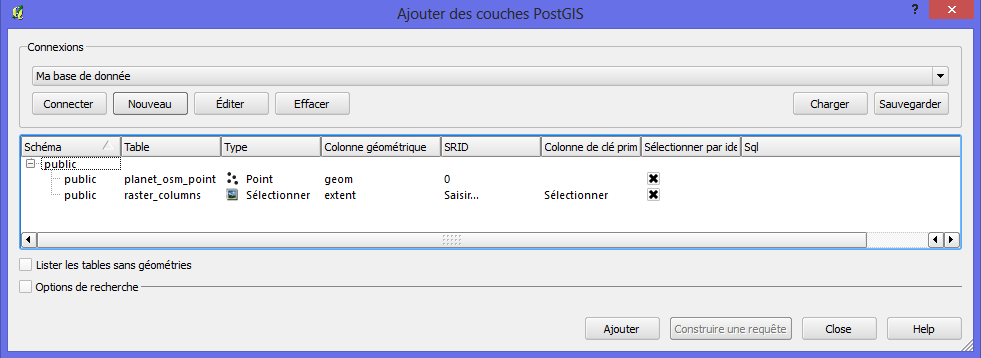 Ajouter des couches PostGIS
?
Connexions
Ma base de donnée
Connecter Nouveau Éditer Effacer Charger Sauvegarder
Schéma Table Type Colonne géométrique SRID Colonne de clé prim Sélectionner par ide Sql
public
public planet_osm_point Point geom 0
public raster_columns Sélectionner extent Saisir... Sélectionner
Lister les tables sans géométries
Options de recherche
Ajouter Construire une requête Close Help